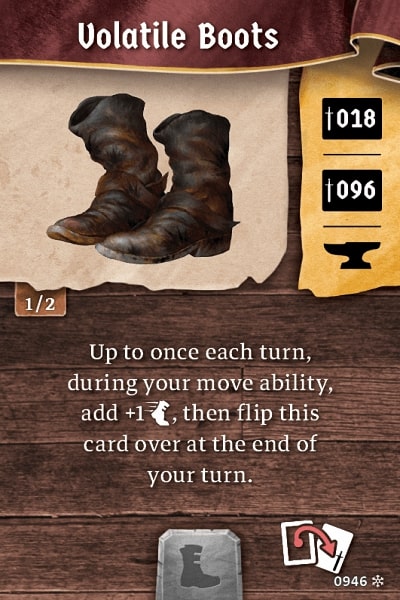 Volatile Boots
018
096
1/2
Up to once each turn,
during your move ability,
add +1 , then flip this
card over at the end of
your turn.
0946